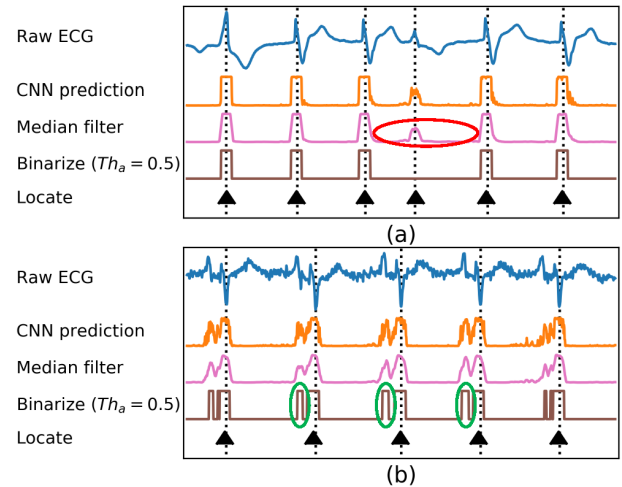 Raw ECG
CNN prediction
Median filter
Binarize (Th_a = 0.5)
Locate
(a)
Raw ECG
CNN prediction
Median filter
Binarize (Th_a = 0.5)
Locate
(b)